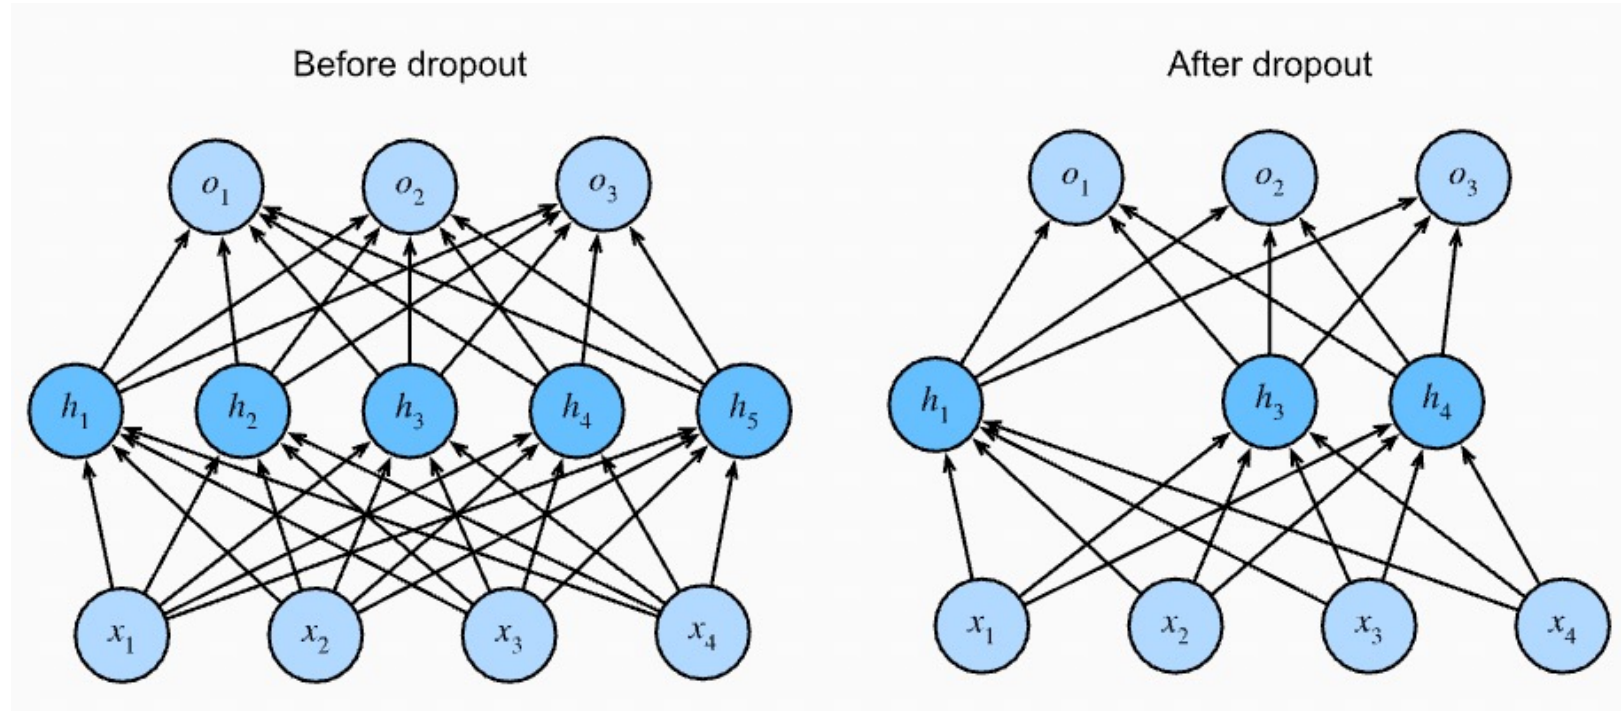 Before dropout
After dropout
o1 o2 o3
o1 o2 o3
h1 h2 h3 h4 h5
h1 h3 h4
x1 x2 x3 x4
x1 x2 x3 x4